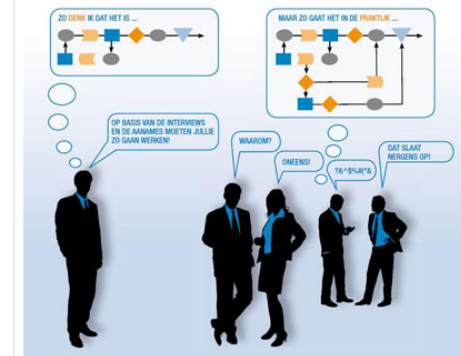 ZO DENK IK DAT HET IS ...
MAAR ZO GAAT HET IN DE PRAKTIJK ...
OP BASIS VAN DE INTERVIEWS
EN DE AANAMES MOETEN JULLIE
ZO GAAN WERKEN!
WAAROM?
ONEENS!
?&^$%#(*&
DAT SLAAT
NERGENS OP!